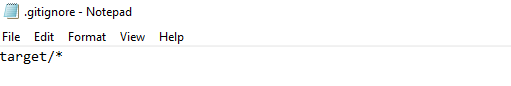 .gitignore - Notepad
File Edit Format View Help
target/*